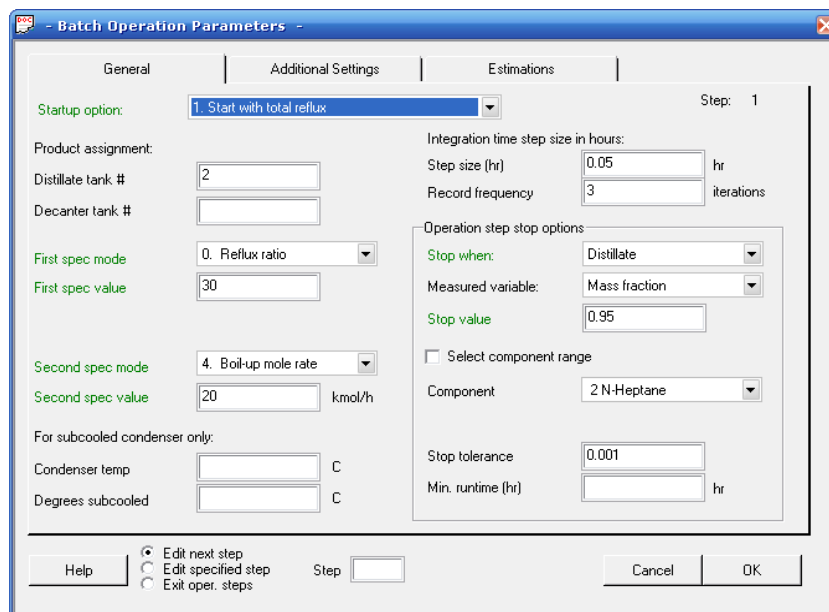 - Batch Operation Parameters -
General
Additional Settings
Estimations
Startup option:
1. Start with total reflux
Step: 1
Product assignment:
Distillate tank #
2
Decanter tank #
First spec mode
0. Reflux ratio
First spec value
30
Second spec mode
4. Boil-up mole rate
Second spec value
20
kmol/h
For subcooled condenser only:
Condenser temp
C
Degrees subcooled
C
Integration time step size in hours:
Step size (hr)
0.05
hr
Record frequency
3
iterations
Operation step stop options
Stop when:
Distillate
Measured variable:
Mass fraction
Stop value
0.95
Select component range
Component
2 N-Heptane
Stop tolerance
0.001
Min. runtime (hr)
hr
Help
Edit next step
Edit specified step
Exit oper. steps
Step
Cancel
OK